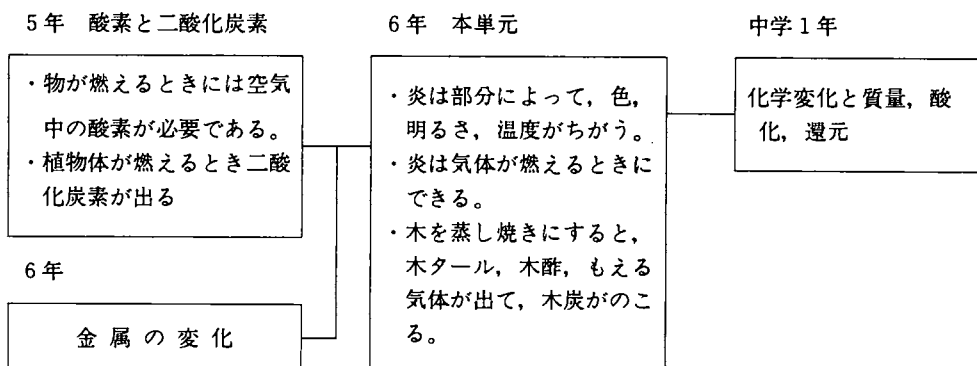 5年 酸素と二酸化炭素
・物が燃えるときには空気
中の酸素が必要である。
・植物体が燃えるとき二酸
化炭素が出る
6年
金属の変化
6年 本単元
・炎は部分によって,色,
明るさ,温度がちがう。
・炎は気体が燃えるときに
できる。
・木を蒸し焼きにすると,
木タール,木酢,もえる
気体が出て,木炭がのこ
る。
中学1年
化学変化と質量,酸
化,還元